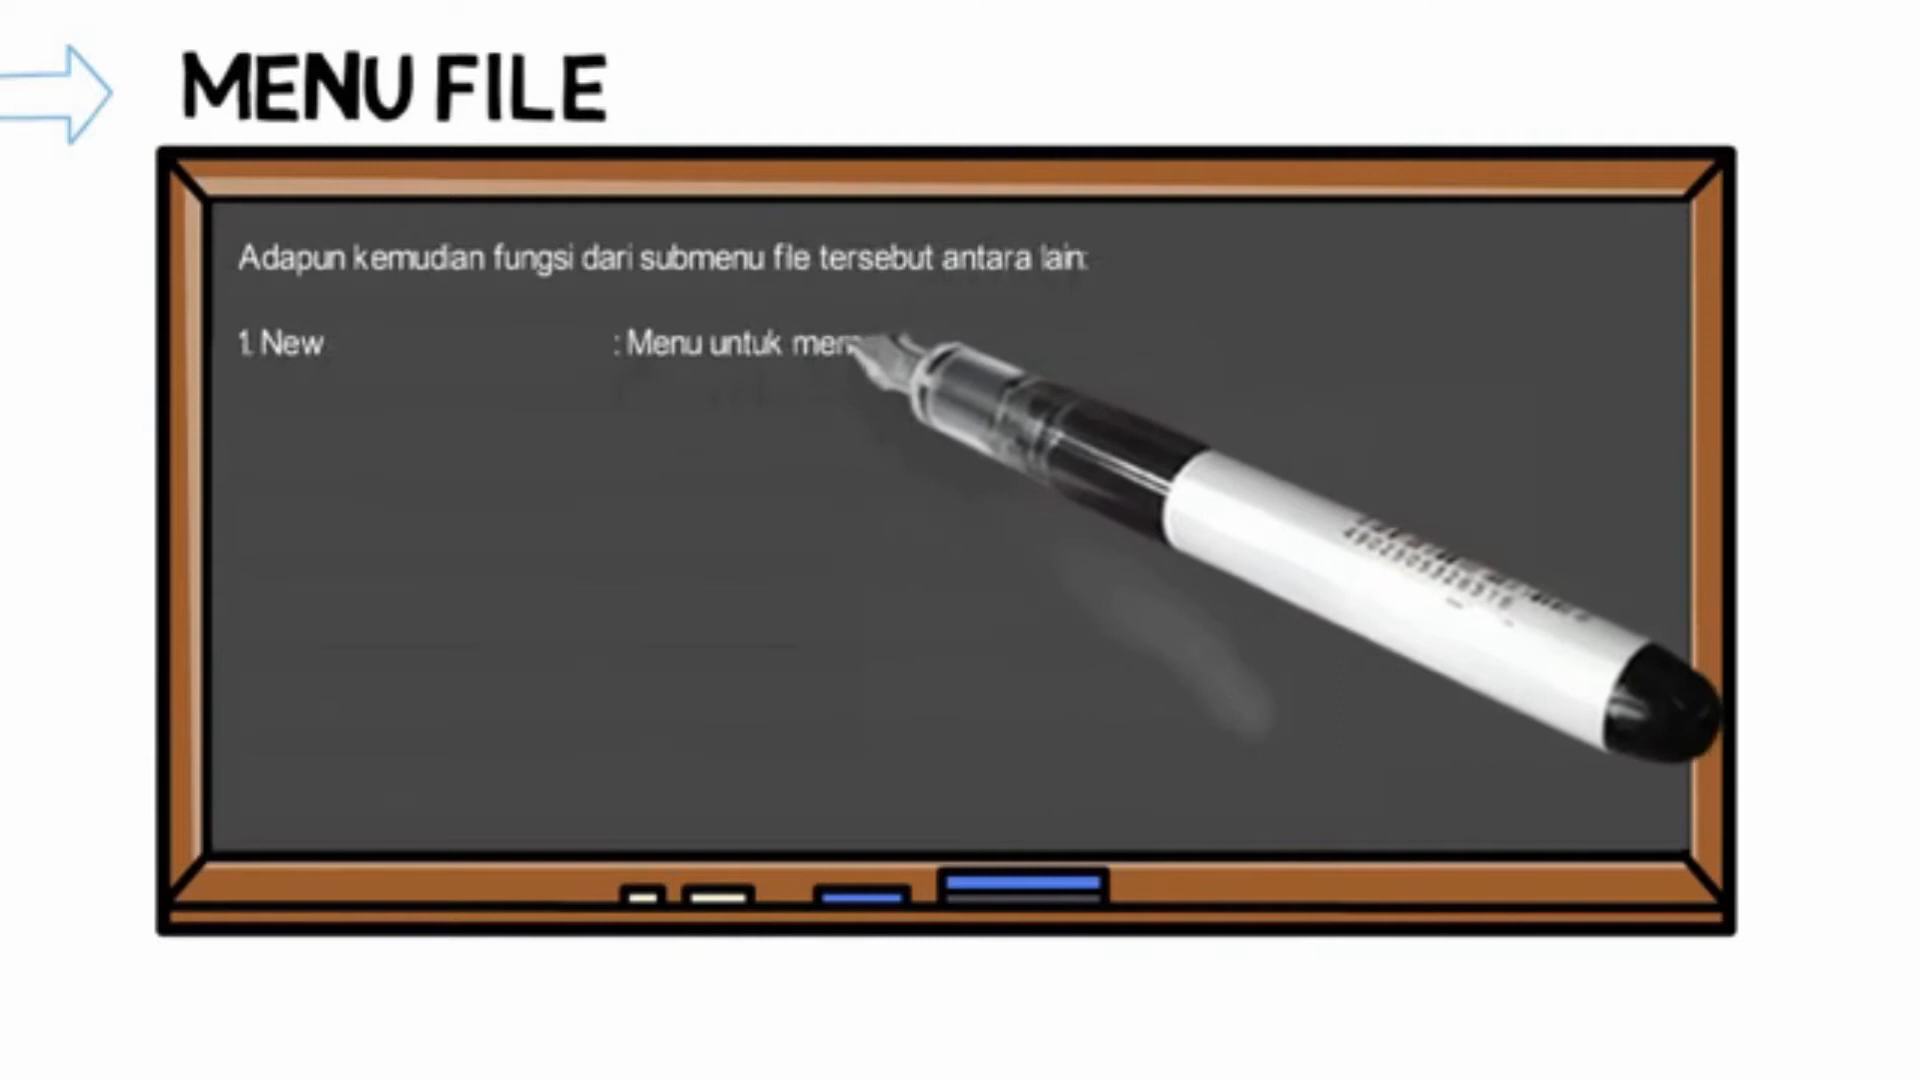 MENU FILE
Adapun kemudian fungsi dari submenu file tersebut antara lain:
1. New : Menu untuk